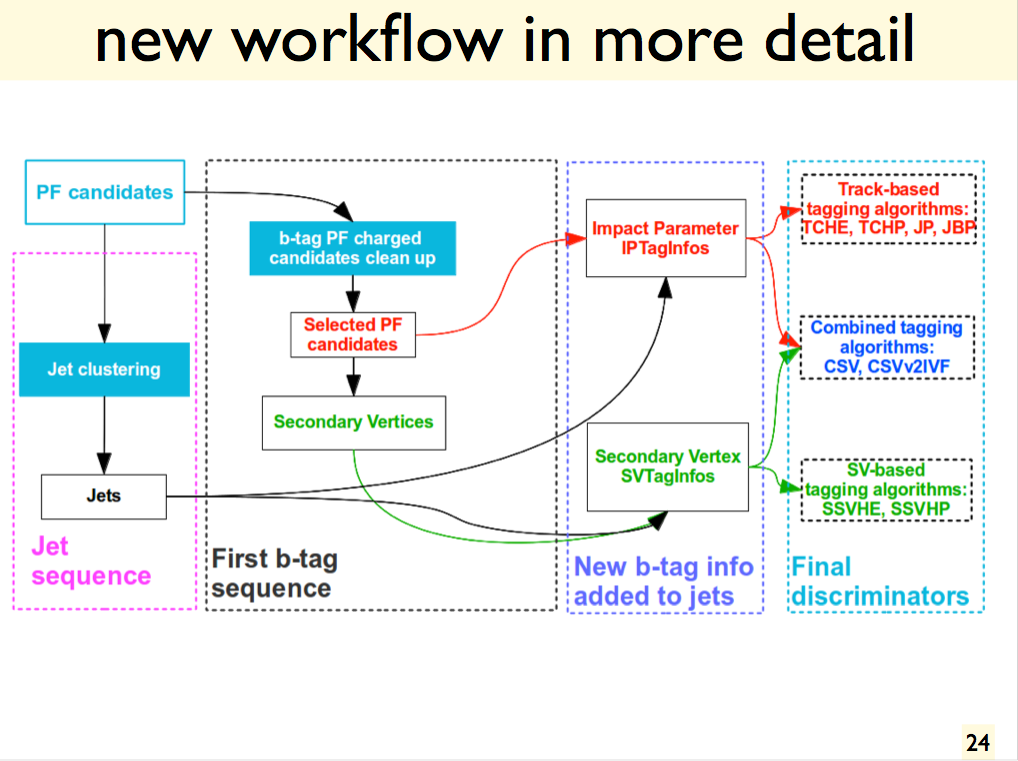 new workflow in more detail
PF candidates
Jet clustering
Jets
Jet
sequence
b-tag PF charged
candidates clean up
Selected PF
candidates
Secondary Vertices
First b-tag
sequence
Impact Parameter
IPTagInfos
Secondary Vertex
SVTagInfos
New b-tag info
added to jets
Track-based
tagging algorithms:
TCHE, TCHP, JP, JBP
Combined tagging
algorithms:
CSV, CSVv2IVF
SV-based
tagging algorithms:
SSVHE, SSVHP
Final
discriminators
24